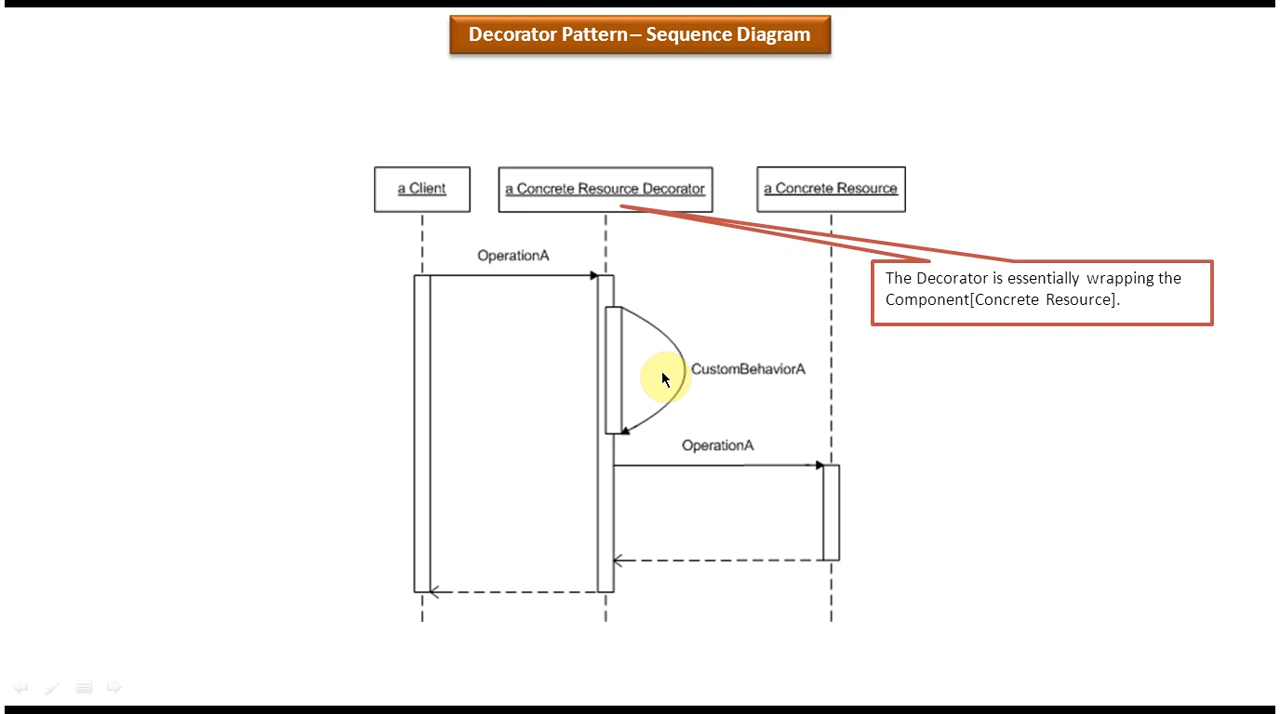 Decorator Pattern – Sequence Diagram
a Client
a Concrete Resource Decorator
a Concrete Resource
OperationA
The Decorator is essentially wrapping the
Component[Concrete Resource].
CustomBehaviorA
OperationA